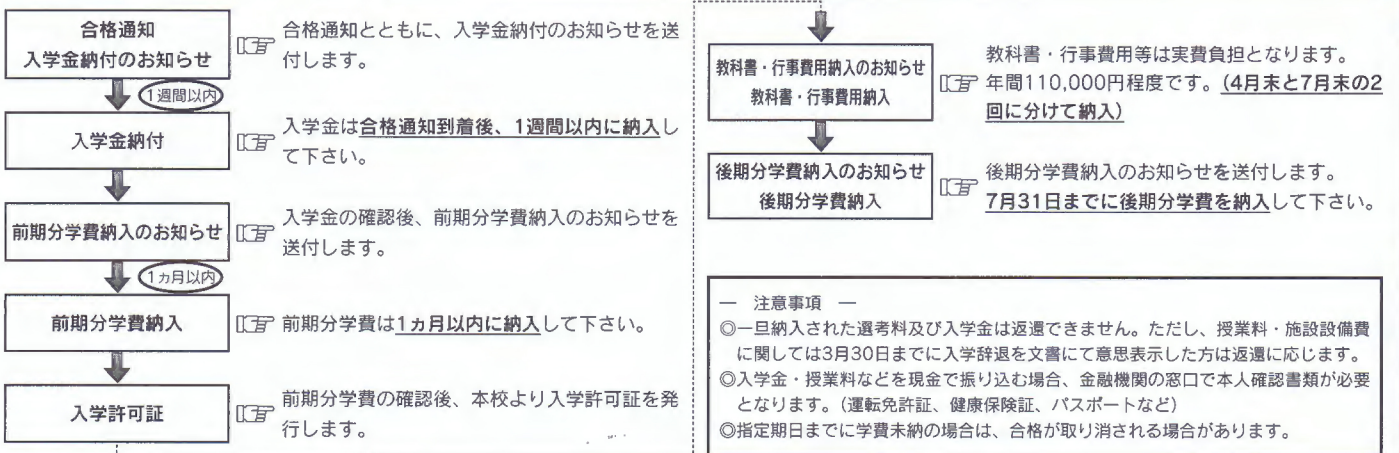 合格通知
入学金納付のお知らせ
合格通知とともに、入学金納付のお知らせを送
付します。
1週間以内
入学金納付
入学金は合格通知到着後、1週間以内に納入し
て下さい。
前期分学費納入のお知らせ
入学金の確認後、前期分学費納入のお知らせを
送付します。
1ヵ月以内
前期分学費納入
前期分学費は1ヵ月以内に納入して下さい。
入学許可証
前期分学費の確認後、本校より入学許可証を発
行します。
教科書・行事費用納入のお知らせ
教科書・行事費用納入
教科書・行事費用等は実費負担となります。
年間110,000円程度です。(4月末と7月末の2
回に分けて納入)
後期分学費納入のお知らせ
後期分学費納入
後期分学費納入のお知らせを送付します。
7月31日までに後期分学費を納入して下さい。
― 注意事項 ―
◎一旦納入された選考料及び入学金は返還できません。ただし、授業料・施設設備費
に関しては3月30日までに入学辞退を文書にて意思表示した方は返還に応じます。
◎入学金・授業料などを現金で振り込む場合、金融機関の窓口で本人確認書類が必要
となります。(運転免許証、健康保険証、パスポートなど)
◎指定期日までに学費未納の場合は、合格が取り消される場合があります。